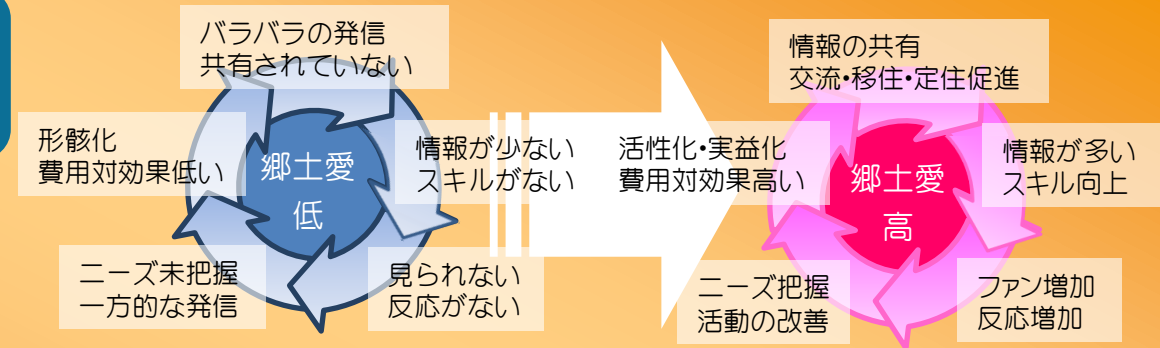 バラバラの発信
共有されていない
情報が少ない
スキルがない
見られない
反応がない
ニーズ未把握
一方的な発信
形骸化
費用対効果低い
郷土愛
低
情報の共有
交流・移住・定住促進
情報が多い
スキル向上
ファン増加
反応増加
ニーズ把握
活動の改善
活性化・実益化
費用対効果高い
郷土愛
高